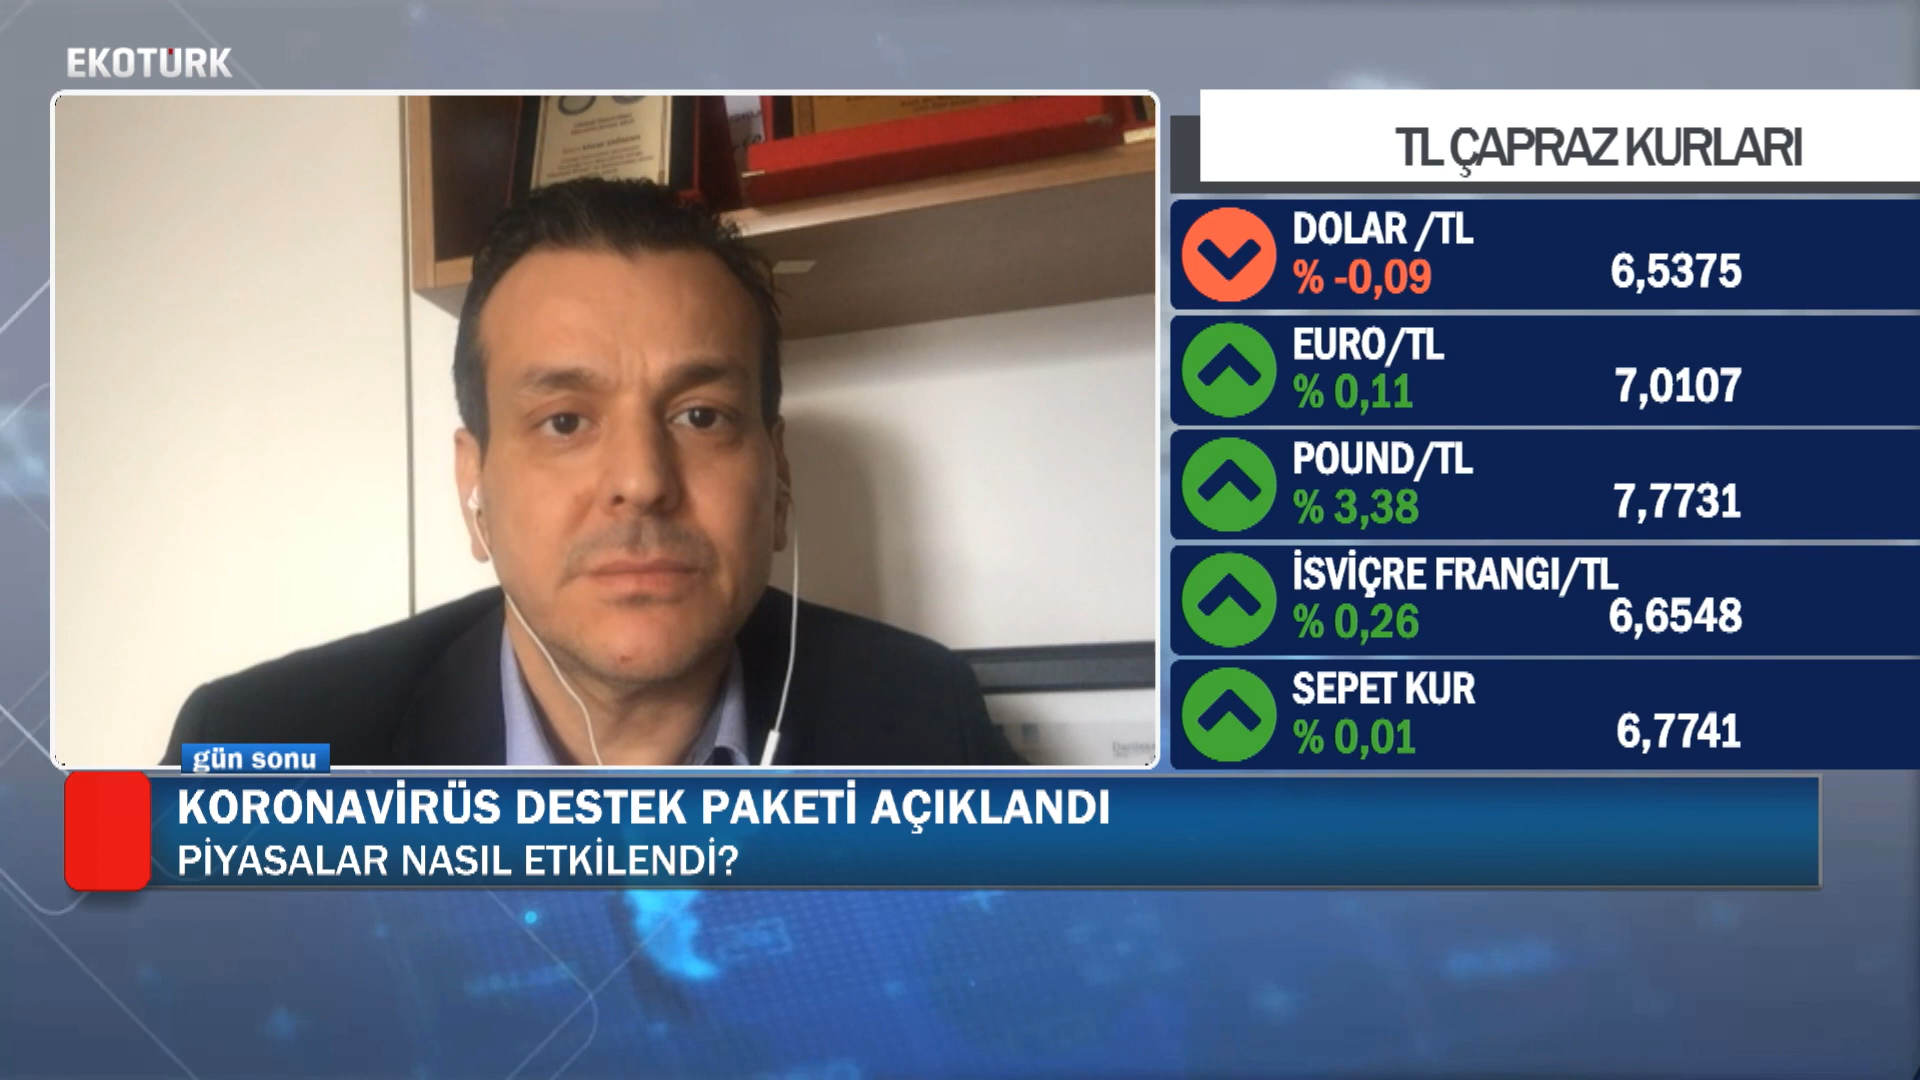 EKOTÜRK
TL ÇAPRAZ KURLARI
DOLAR /TL
% -0,09
6,5375
EURO/TL
% 0,11
7,0107
POUND/TL
% 3,38
7,7731
İSVİÇRE FRANGI/TL
% 0,26
6,6548
SEPET KUR
% 0,01
6,7741
gün sonu
KORONAVİRÜS DESTEK PAKETİ AÇIKLANDI
PİYASALAR NASIL ETKİLENDİ?